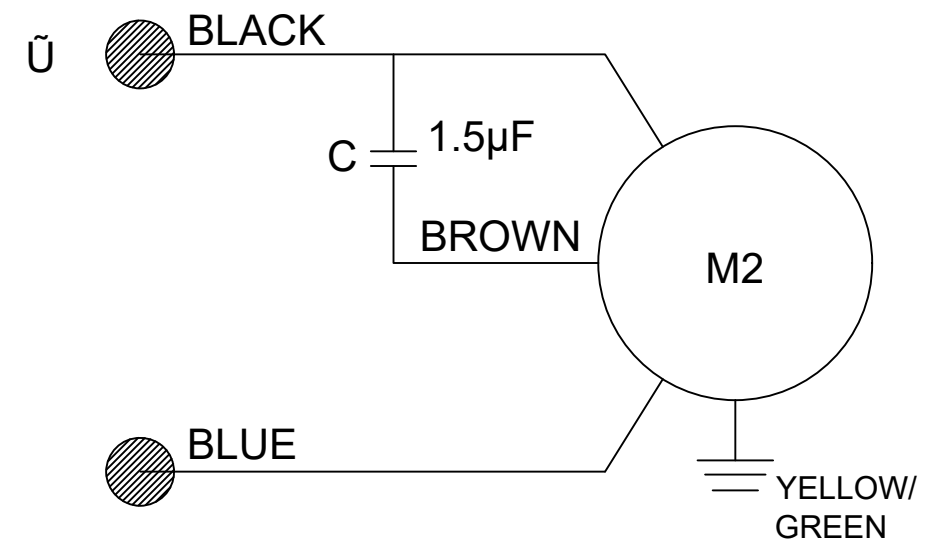 BLACK
Ũ
1.5µF
C
BROWN
M2
BLUE
YELLOW/
GREEN